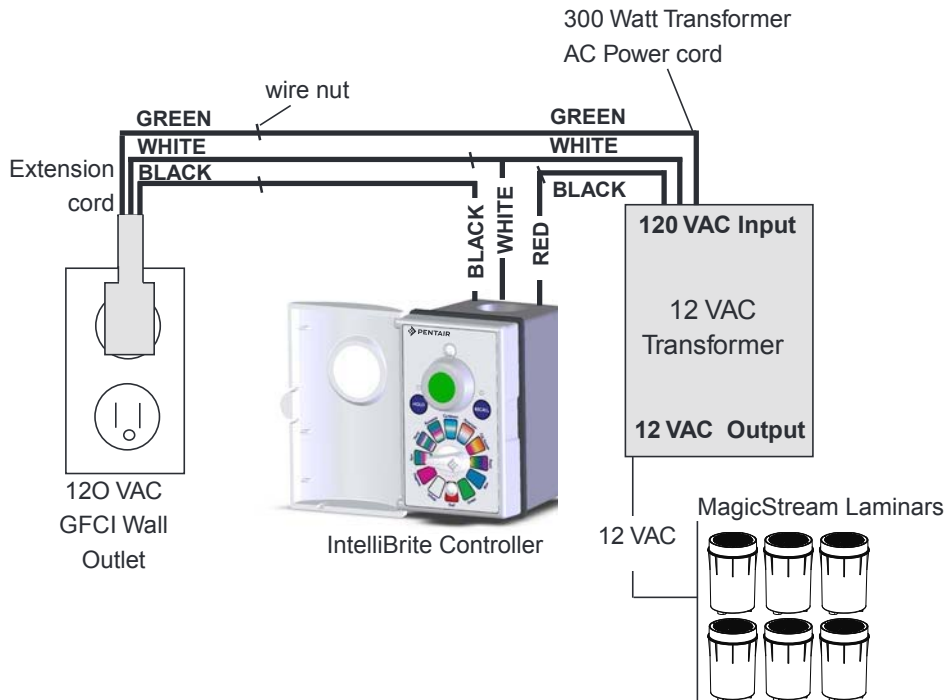 300 Watt Transformer
AC Power cord
wire nut
GREEN
GREEN
WHITE
WHITE
Extension
cord
BLACK
BLACK
BLACK
WHITE
RED
120 VAC Input
12 VAC
Transformer
12 VAC Output
PENTAIR
HOLD
RECALL
12O VAC
GFCI Wall
Outlet
IntelliBrite Controller
12 VAC
MagicStream Laminars